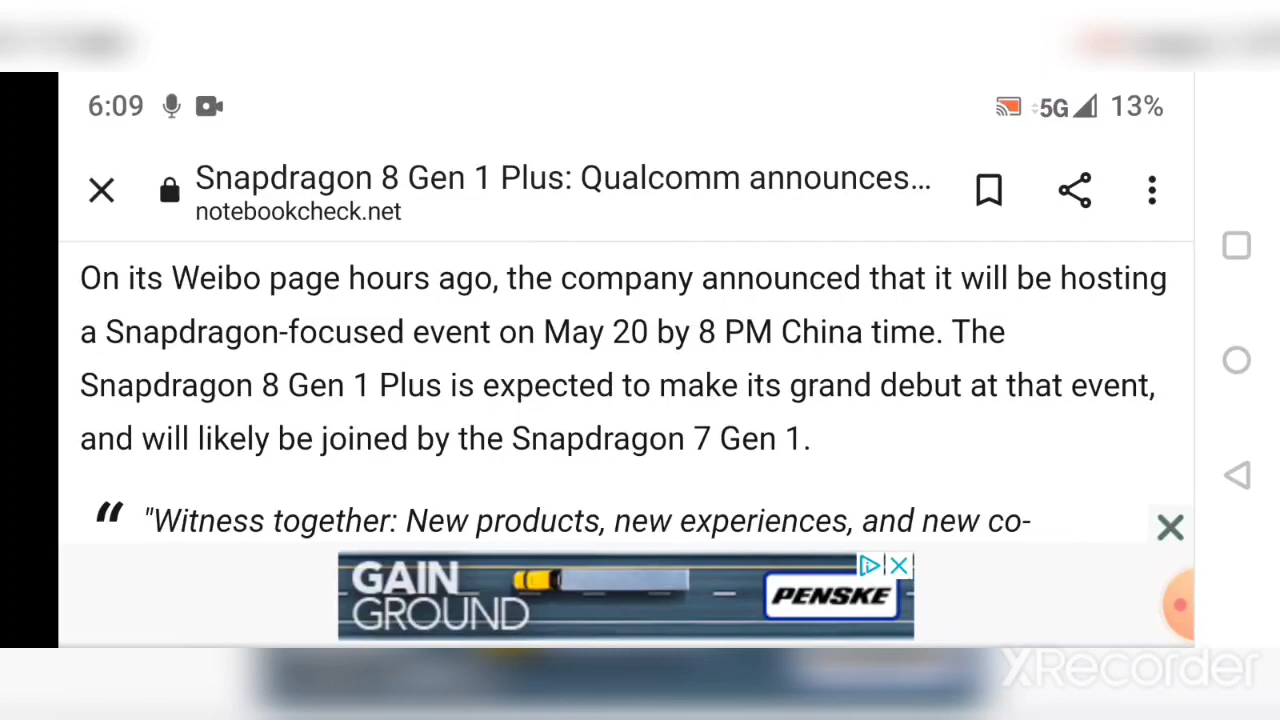 6:09 5G 13%
Snapdragon 8 Gen 1 Plus: Qualcomm announces...
notebookcheck.net
On its Weibo page hours ago, the company announced that it will be hosting
a Snapdragon-focused event on May 20 by 8 PM China time. The
Snapdragon 8 Gen 1 Plus is expected to make its grand debut at that event,
and will likely be joined by the Snapdragon 7 Gen 1.
" "Witness together: New products, new experiences, and new co-
GAIN
GROUND
PENSKE
XRecorder